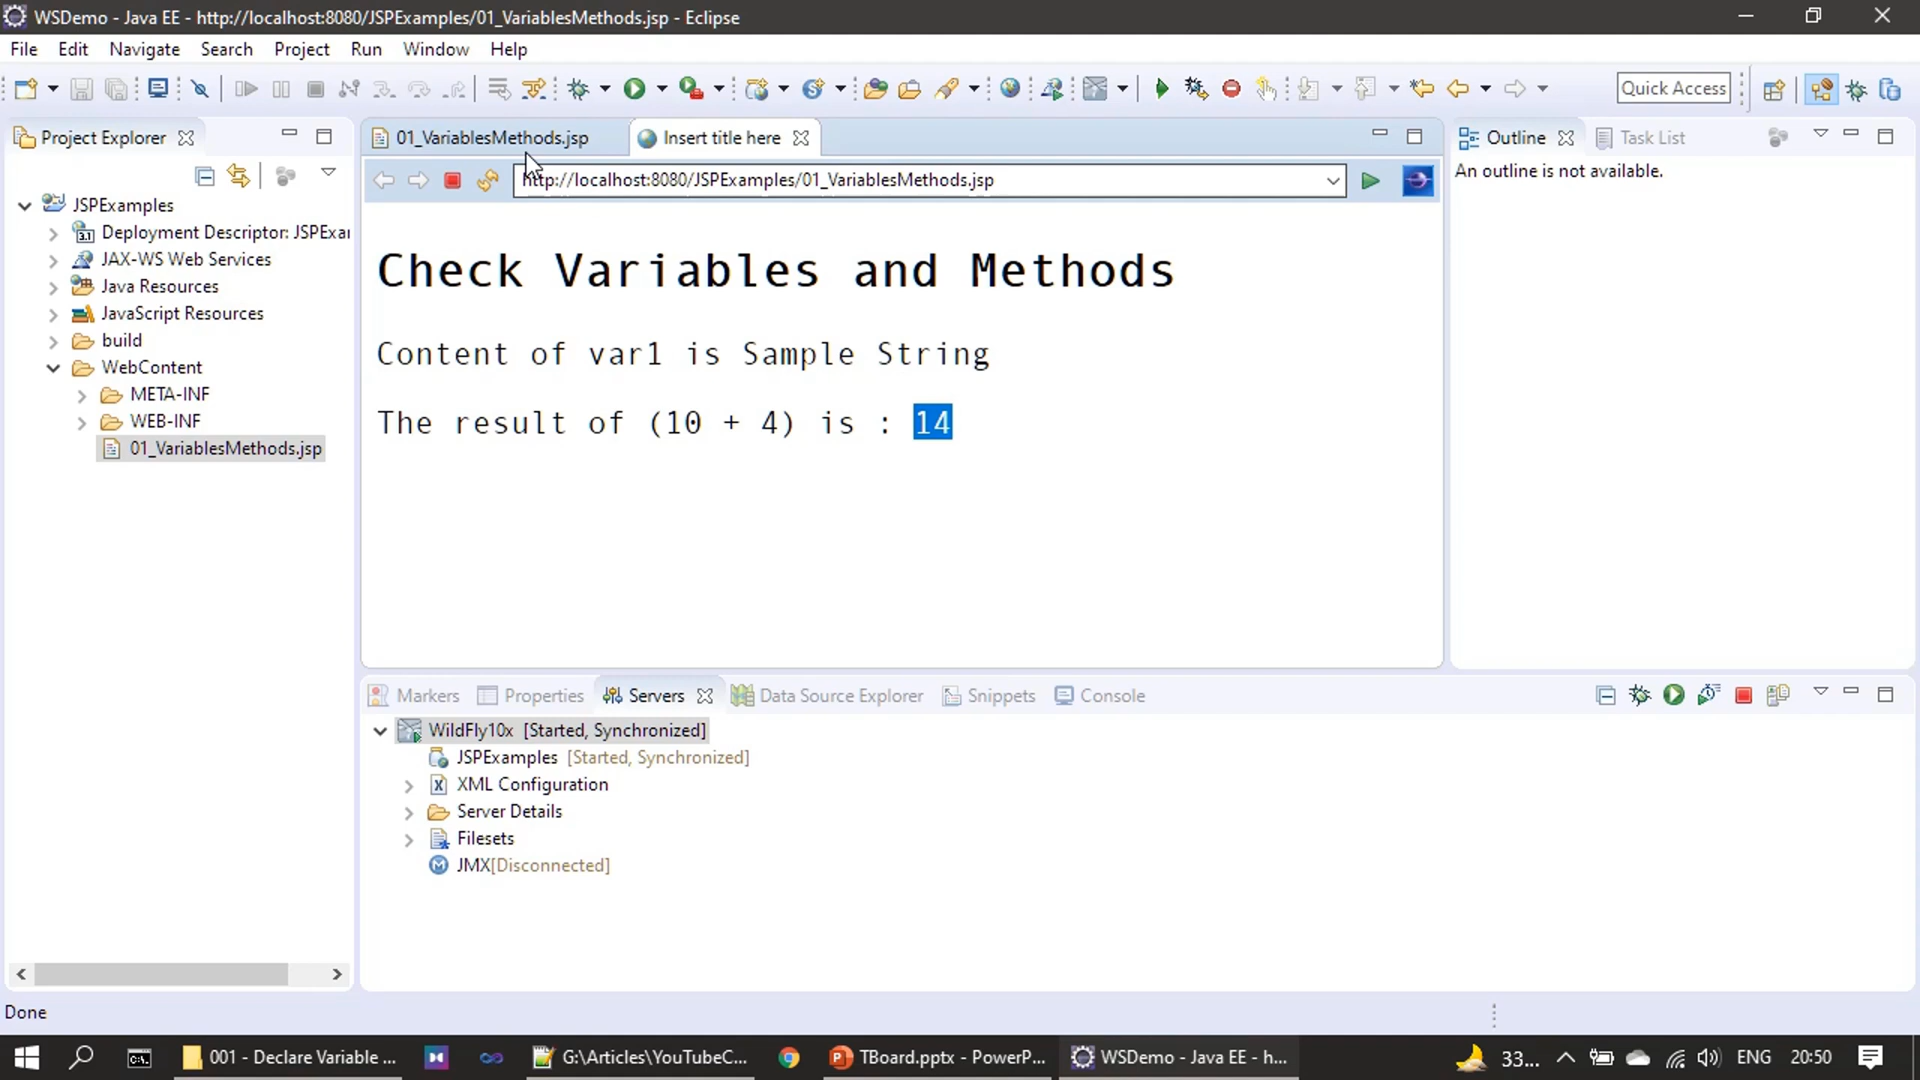 WSDemo - Java EE - http://localhost:8080/JSPExamples/01_VariablesMethods.jsp - Eclipse
File Edit Navigate Search Project Run Window Help
Quick Access
Project Explorer
01_VariablesMethods.jsp
Insert title here
Outline
Task List
http://localhost:8080/JSPExamples/01_VariablesMethods.jsp
An outline is not available.
JSPExamples
3.1 Deployment Descriptor: JSPExa
JAX-WS Web Services
Java Resources
JavaScript Resources
build
WebContent
META-INF
WEB-INF
01_VariablesMethods.jsp
Check Variables and Methods
Content of var1 is Sample String
The result of (10 + 4) is : 14
Markers Properties Servers Data Source Explorer Snippets Console
WildFly10x [Started, Synchronized]
JSPExamples [Started, Synchronized]
XML Configuration
Server Details
Filesets
JMX[Disconnected]
Done
001 - Declare Variable ...
G:\Articles\YouTubeC...
TBoard.pptx - PowerP...
WSDemo - Java EE - h...
33...
ENG
20:50